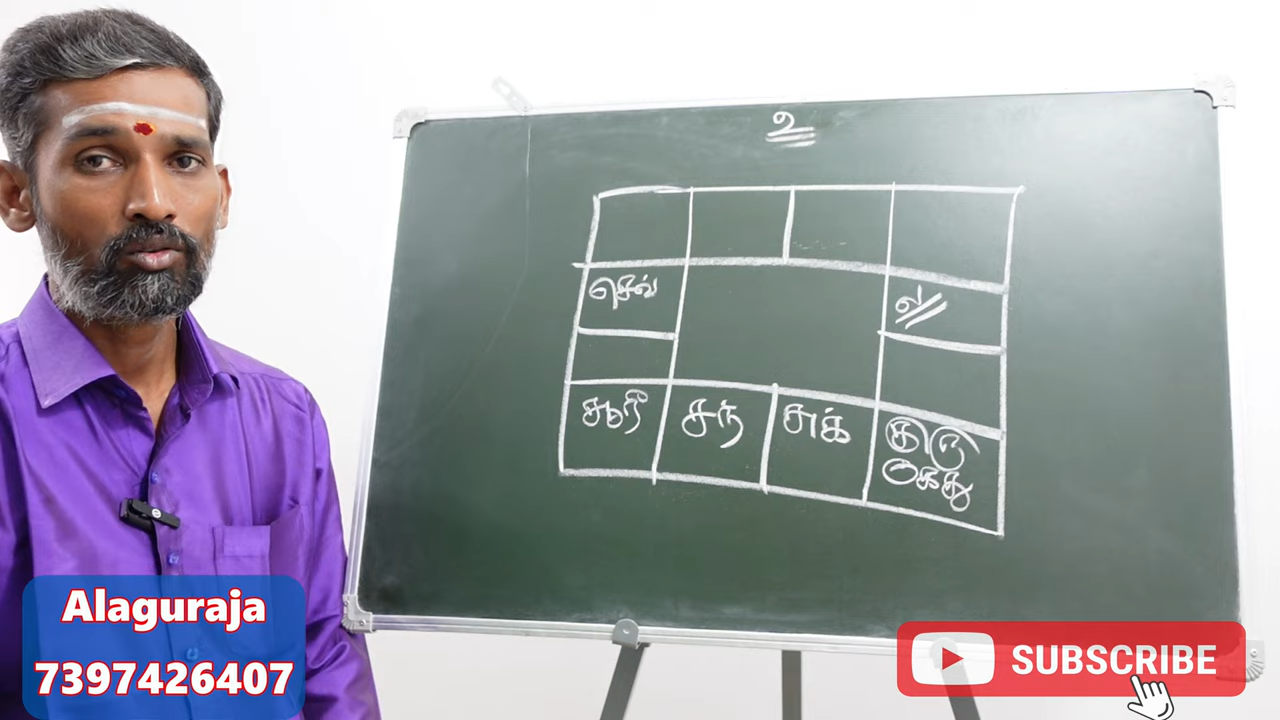 உ
செவ்
ல//
சூரி
சந்
சுக்
குரு
கேது
Alaguraja
7397426407
SUBSCRIBE